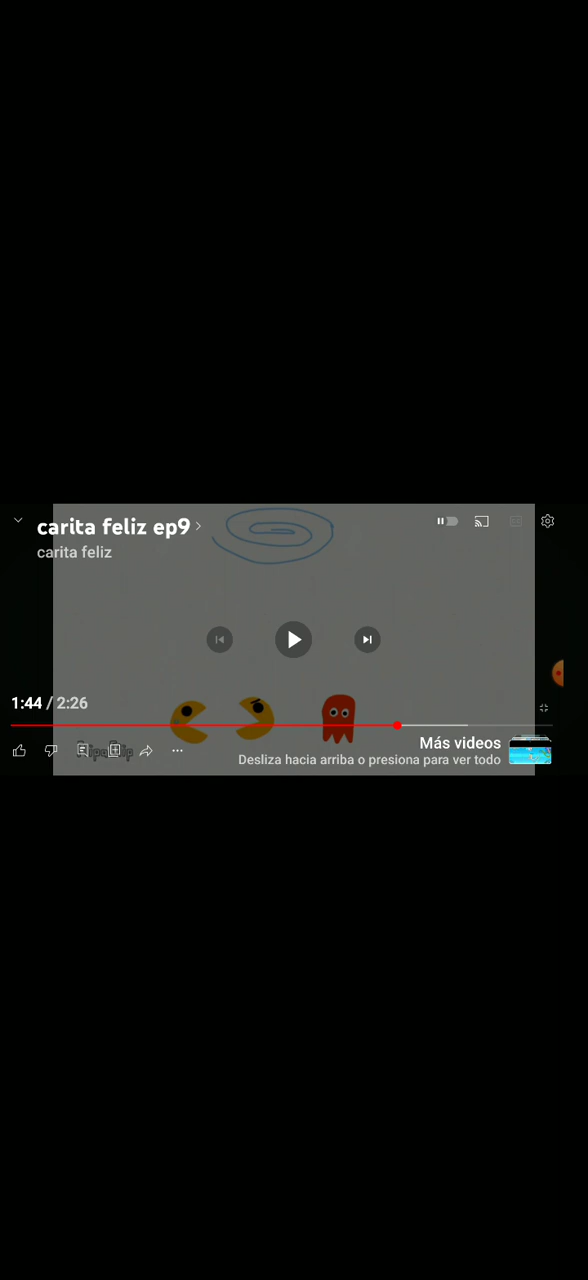 carita feliz ep9
carita feliz
1:44 / 2:26
Más videos
Desliza hacia arriba o presiona para ver todo